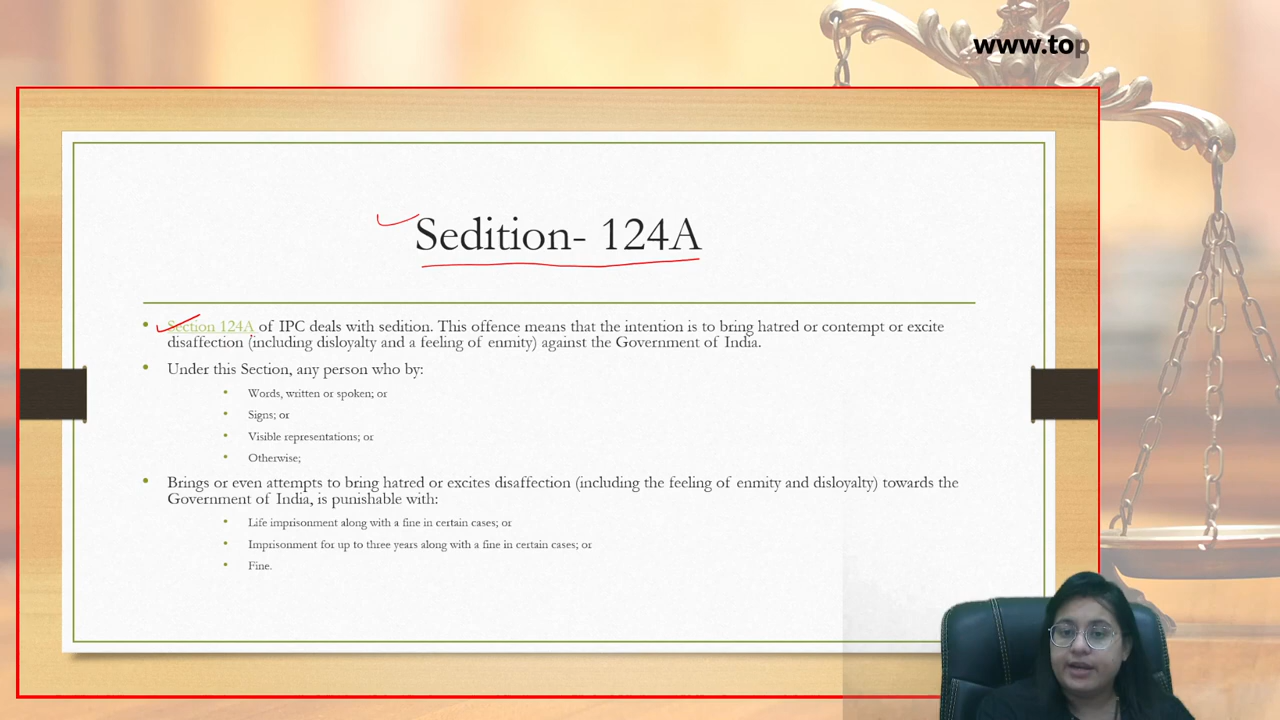 www.top
Sedition- 124A
• Section 124A of IPC deals with sedition. This offence means that the intention is to bring hatred or contempt or excite
disaffection (including disloyalty and a feeling of enmity) against the Government of India.
• Under this Section, any person who by:
• Words, written or spoken; or
• Signs; or
• Visible representations; or
• Otherwise;
• Brings or even attempts to bring hatred or excites disaffection (including the feeling of enmity and disloyalty) towards the
Government of India, is punishable with:
• Life imprisonment along with a fine in certain cases; or
• Imprisonment for up to three years along with a fine in certain cases; or
• Fine.